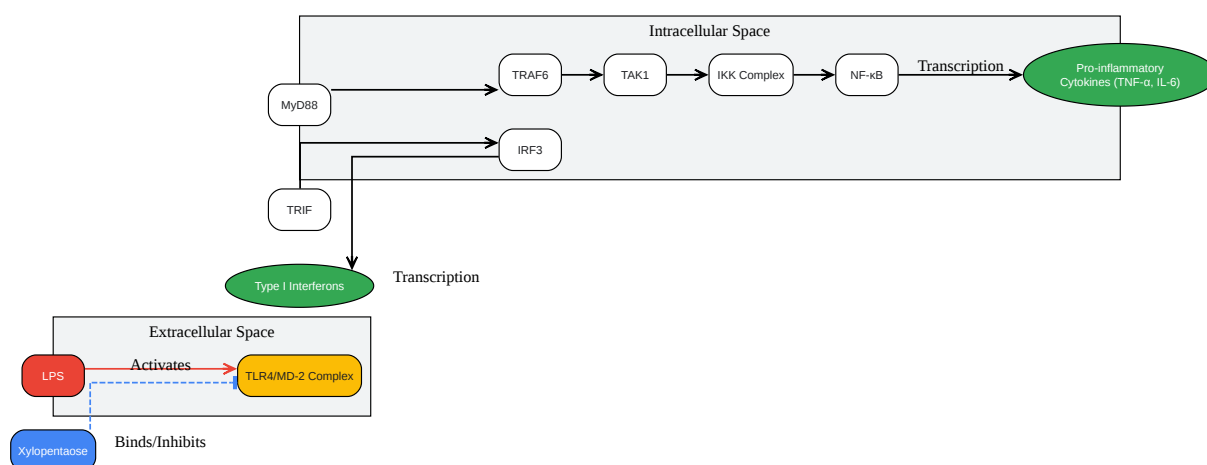 Intracellular Space
TRAF6
TAK1
IKK Complex
NF-κB
Transcription
Pro-inflammatory
Cytokines (TNF-α, IL-6)
MyD88
IRF3
TRIF
Type I Interferons
Transcription
Extracellular Space
LPS
Activates
TLR4/MD-2 Complex
Xylopentaose
Binds/Inhibits